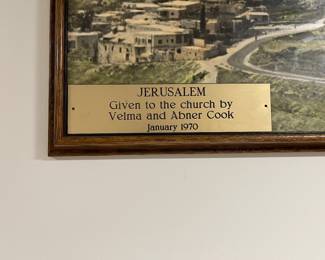 JERUSALEM
Given to the church by
Velma and Abner Cook
January 1970